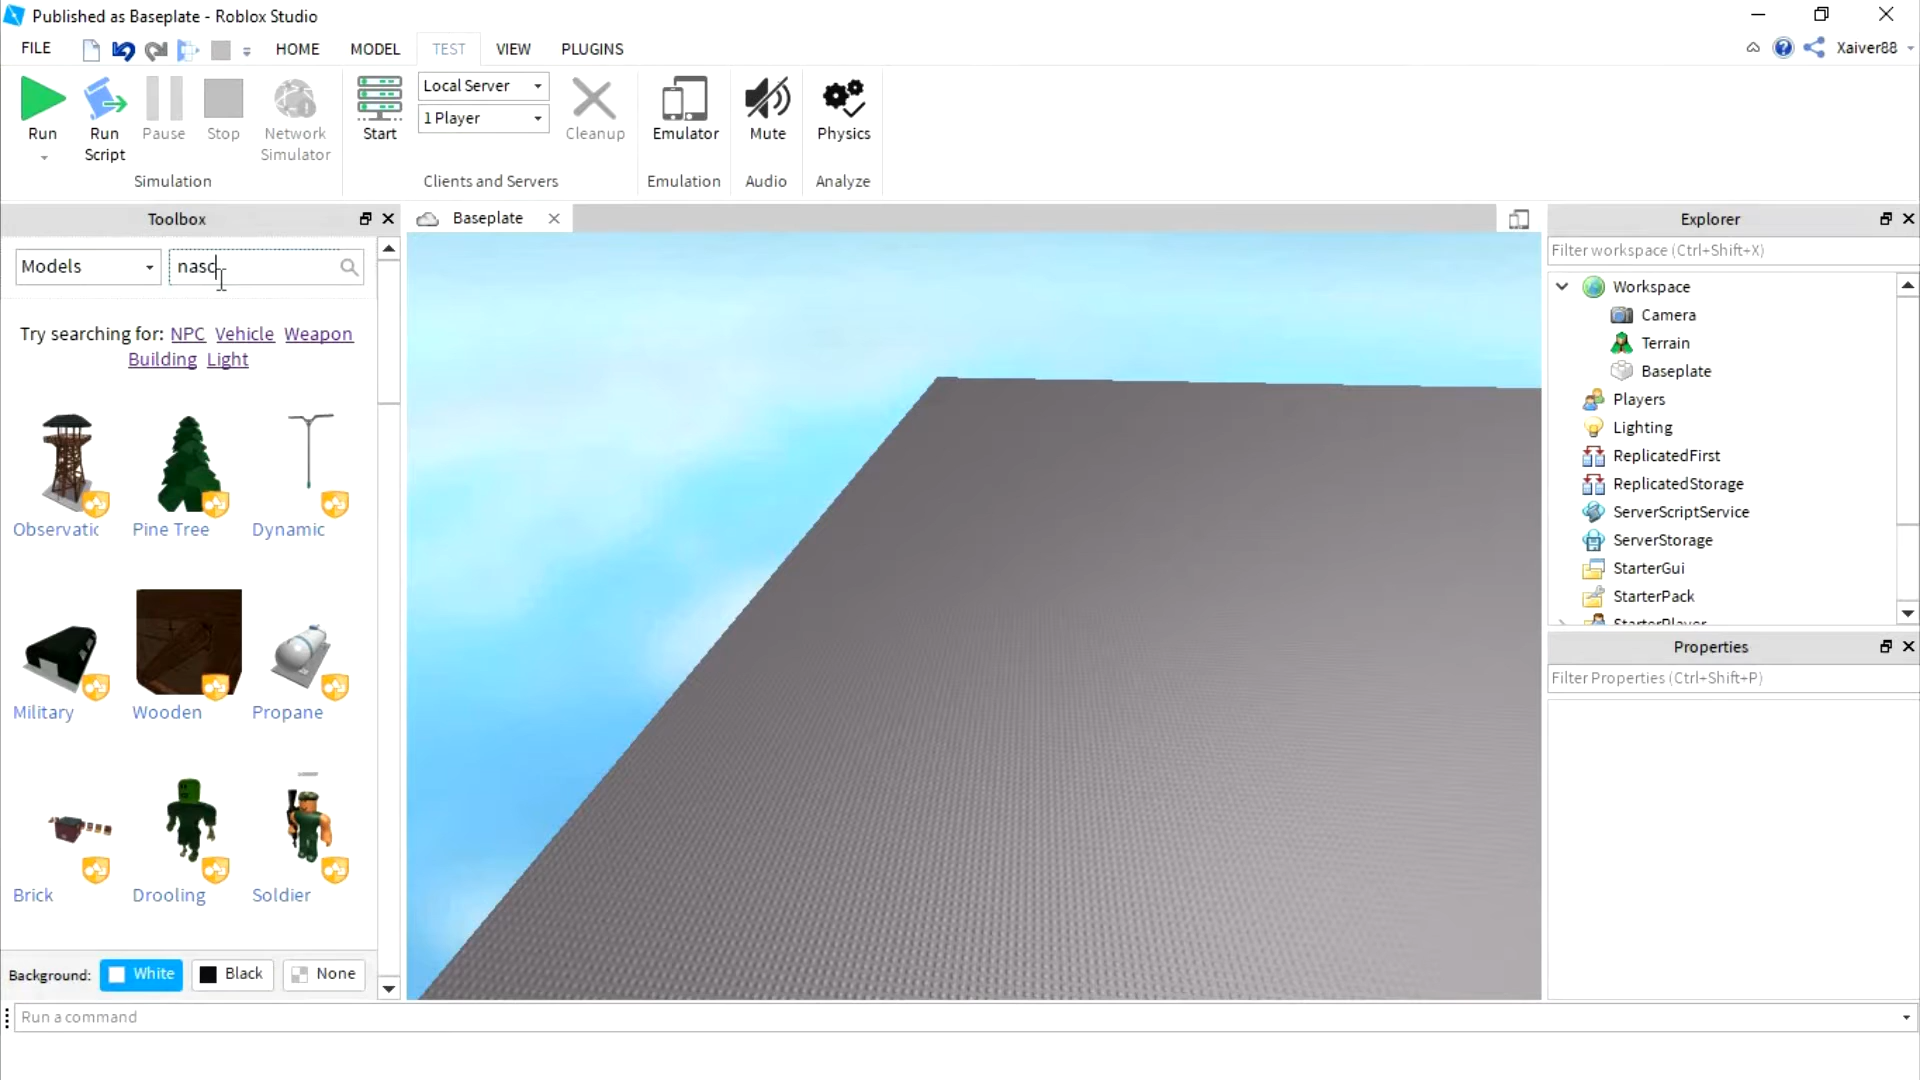 Published as Baseplate - Roblox Studio
FILE HOME MODEL TEST VIEW PLUGINS Xaiver88
Run
Run Script
Pause
Stop
Network Simulator
Simulation
Start
Local Server
1 Player
Cleanup
Clients and Servers
Emulator
Emulation
Mute
Audio
Physics
Analyze
Toolbox
Models
nasc
Try searching for: NPC Vehicle Weapon
Building Light
Observatic Pine Tree Dynamic
Military Wooden Propane
Brick Drooling Soldier
Background: White Black None
Baseplate
Explorer
Filter workspace (Ctrl+Shift+X)
Workspace
Camera
Terrain
Baseplate
Players
Lighting
ReplicatedFirst
ReplicatedStorage
ServerScriptService
ServerStorage
StarterGui
StarterPack
StarterPlayer
Properties
Filter Properties (Ctrl+Shift+P)
Run a command